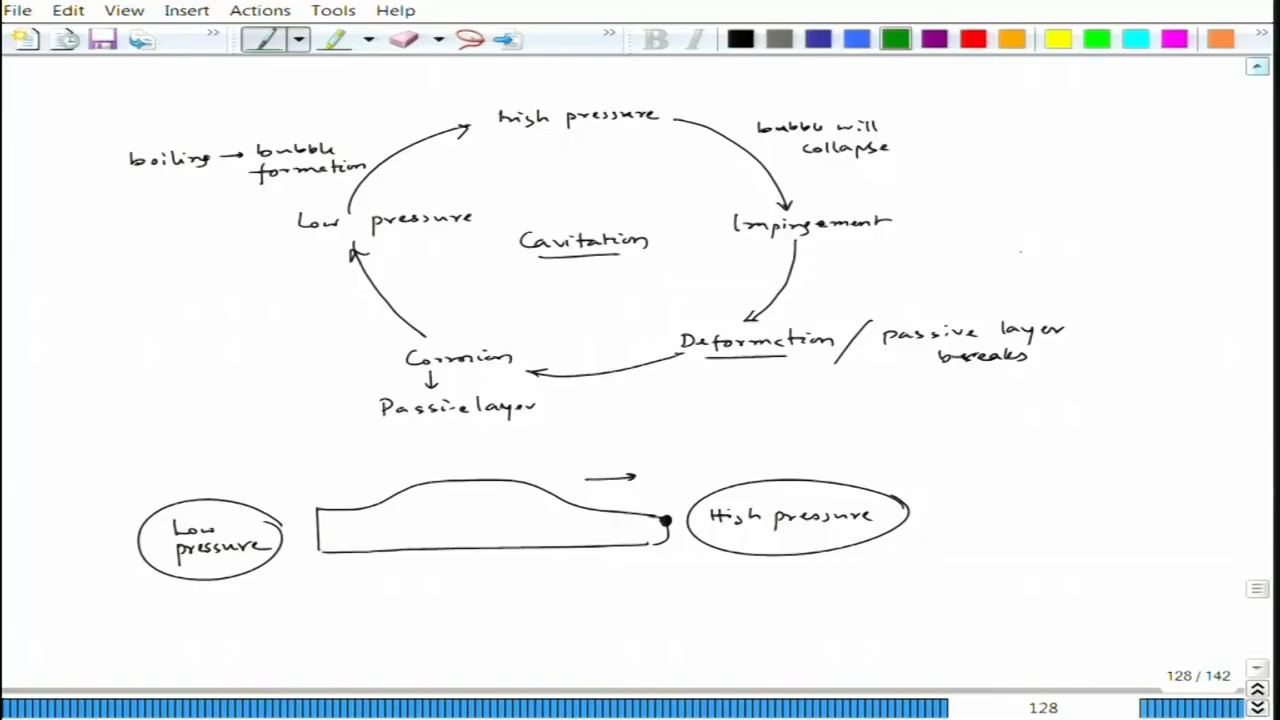 File Edit View Insert Actions Tools Help
B I
high pressure
bubble will
collapse
boiling → bubble
formation
Low pressure
Impingement
Cavitation
Deformation / passive layer
breaks
Corrosion
Passive layer
Low
pressure
High pressure
128 / 142
128